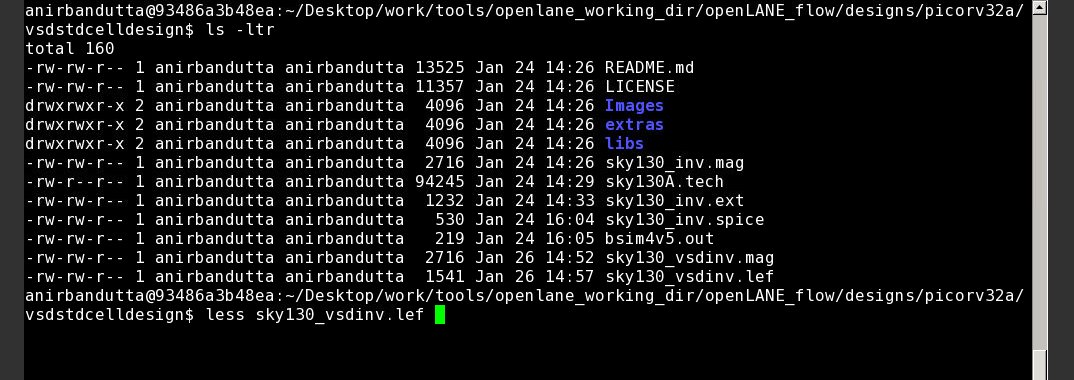 anirbandutta@93486a3b48ea:~/Desktop/work/tools/openlane_working_dir/openLANE_flow/designs/picorv32a/
vsdstdcelldesign$ ls -ltr
total 160
-rw-rw-r-- 1 anirbandutta anirbandutta 13525 Jan 24 14:26 README.md
-rw-rw-r-- 1 anirbandutta anirbandutta 11357 Jan 24 14:26 LICENSE
drwxrwxr-x 2 anirbandutta anirbandutta  4096 Jan 24 14:26 Images
drwxrwxr-x 2 anirbandutta anirbandutta  4096 Jan 24 14:26 extras
drwxrwxr-x 2 anirbandutta anirbandutta  4096 Jan 24 14:26 libs
-rw-rw-r-- 1 anirbandutta anirbandutta  2716 Jan 24 14:26 sky130_inv.mag
-rw-r--r-- 1 anirbandutta anirbandutta 94245 Jan 24 14:29 sky130A.tech
-rw-rw-r-- 1 anirbandutta anirbandutta  1232 Jan 24 14:33 sky130_inv.ext
-rw-rw-r-- 1 anirbandutta anirbandutta   530 Jan 24 16:04 sky130_inv.spice
-rw-rw-r-- 1 anirbandutta anirbandutta   219 Jan 24 16:05 bsim4v5.out
-rw-rw-r-- 1 anirbandutta anirbandutta  2716 Jan 26 14:52 sky130_vsdinv.mag
-rw-rw-r-- 1 anirbandutta anirbandutta  1541 Jan 26 14:57 sky130_vsdinv.lef
anirbandutta@93486a3b48ea:~/Desktop/work/tools/openlane_working_dir/openLANE_flow/designs/picorv32a/
vsdstdcelldesign$ less sky130_vsdinv.lef